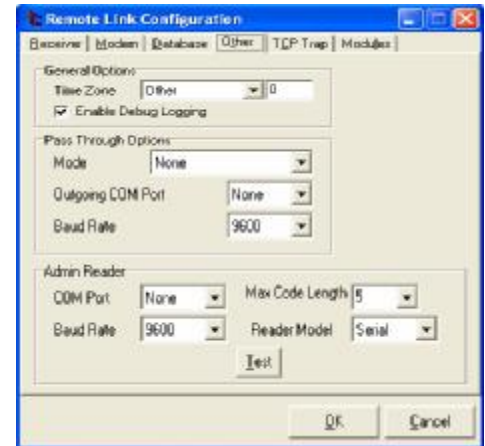 Remote Link Configuration
Receiver Modem Database Other TCP Trap Modules
General Options
Time Zone Other 0
Enable Debug Logging
Pass Through Options
Mode None
Outgoing COM Port None
Baud Rate 9600
Admin Reader
COM Port None Max Code Length 5
Baud Rate 9600 Reader Model Serial
Test
OK Cancel